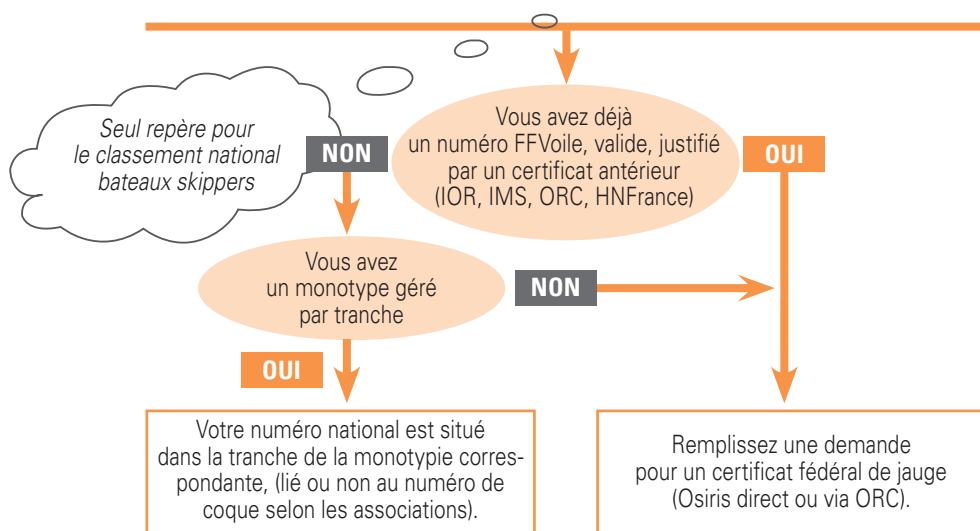 Seul repère pour
le classement national
bateaux skippers
NON
Vous avez déjà
un numéro FFVoile, valide, justifié
par un certificat antérieur
(IOR, IMS, ORC, HNFrance)
OUI
Vous avez
un monotype géré
par tranche
NON
OUI
Votre numéro national est situé
dans la tranche de la monotypie corres-
pondante, (lié ou non au numéro de
coque selon les associations).
Remplissez une demande
pour un certificat fédéral de jauge
(Osiris direct ou via ORC).